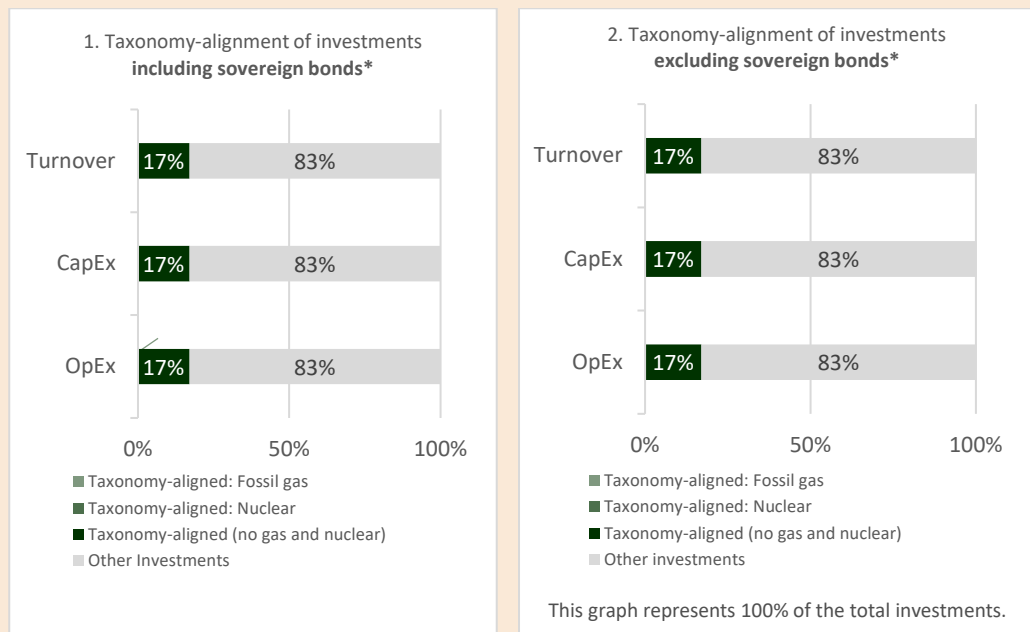 1. Taxonomy-alignment of investments
including sovereign bonds*
Turnover
17%
83%
CapEx
17%
83%
OpEx
17%
83%
0%
50%
100%
Taxonomy-aligned: Fossil gas
Taxonomy-aligned: Nuclear
Taxonomy-aligned (no gas and nuclear)
Other Investments
2. Taxonomy-alignment of investments
excluding sovereign bonds*
Turnover
17%
83%
CapEx
17%
83%
OpEx
17%
83%
0%
50%
100%
Taxonomy-aligned: Fossil gas
Taxonomy-aligned: Nuclear
Taxonomy-aligned (no gas and nuclear)
Other investments
This graph represents 100% of the total investments.